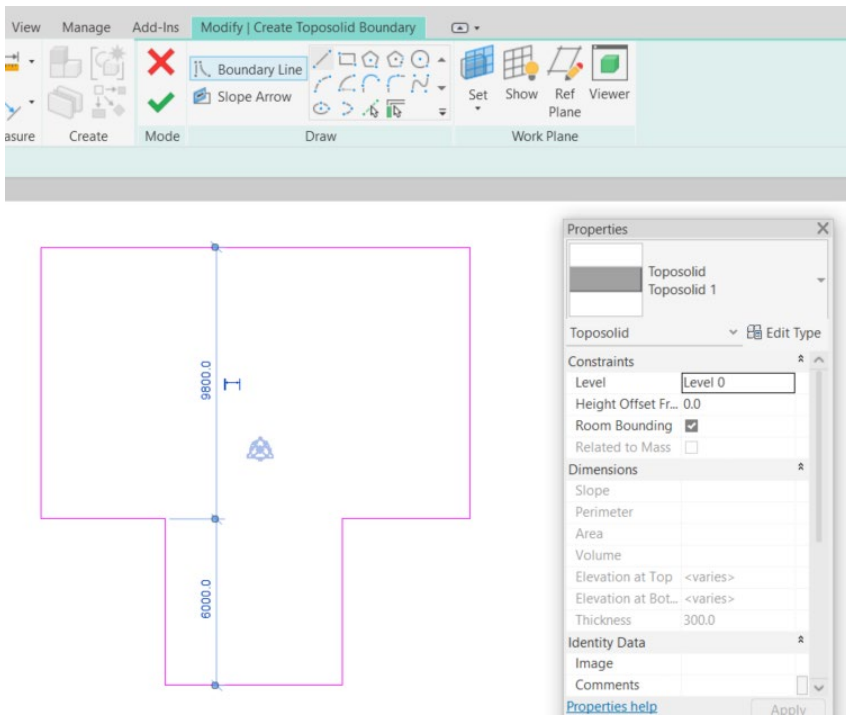 View Manage Add-Ins Modify | Create Toposolid Boundary
Boundary Line
Slope Arrow
Set Show Ref Plane Viewer
asure Create Mode Draw Work Plane
9800.0
6000.0
Properties
Toposolid
Toposolid 1
Toposolid Edit Type
Constraints
Level Level 0
Height Offset Fr... 0.0
Room Bounding
Related to Mass
Dimensions
Slope
Perimeter
Area
Volume
Elevation at Top <varies>
Elevation at Bot... <varies>
Thickness 300.0
Identity Data
Image
Comments
Properties help Apply